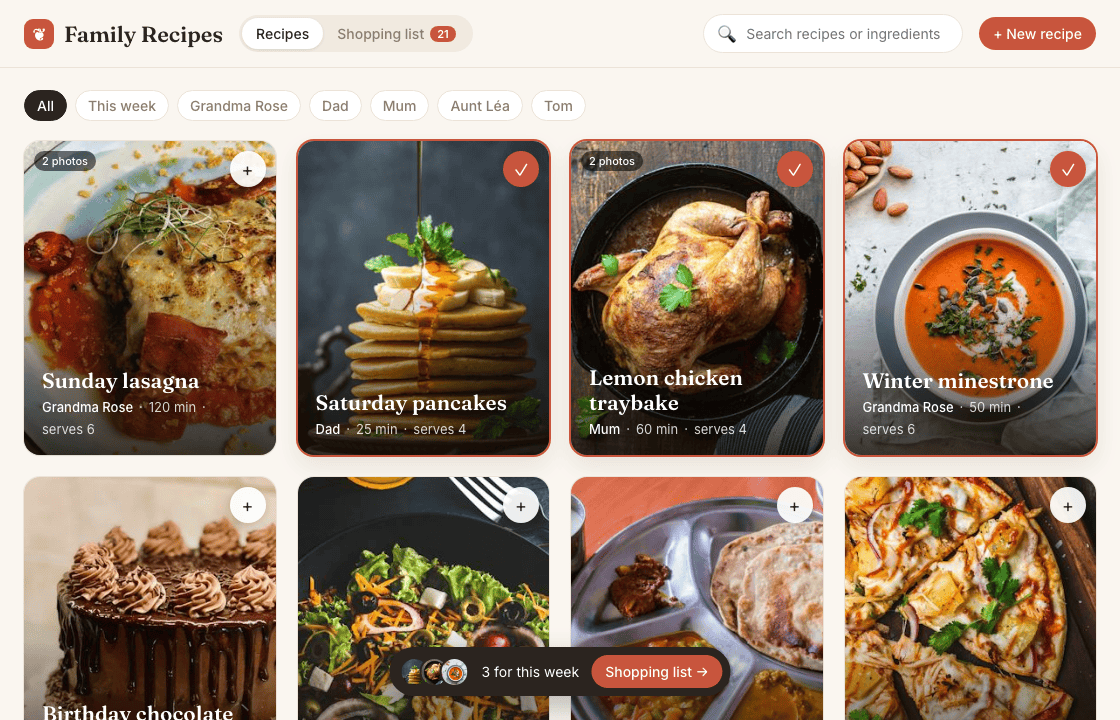 Family Recipes
Recipes
Shopping list 21
Search recipes or ingredients
+ New recipe
All
This week
Grandma Rose
Dad
Mum
Aunt Léa
Tom
2 photos
+
Sunday lasagna
Grandma Rose · 120 min ·
serves 6
✓
Saturday pancakes
Dad · 25 min · serves 4
2 photos
✓
Lemon chicken
traybake
Mum · 60 min · serves 4
✓
Winter minestrone
Grandma Rose · 50 min ·
serves 6
+
Birthday chocolate
+
+
+
3 for this week
Shopping list →